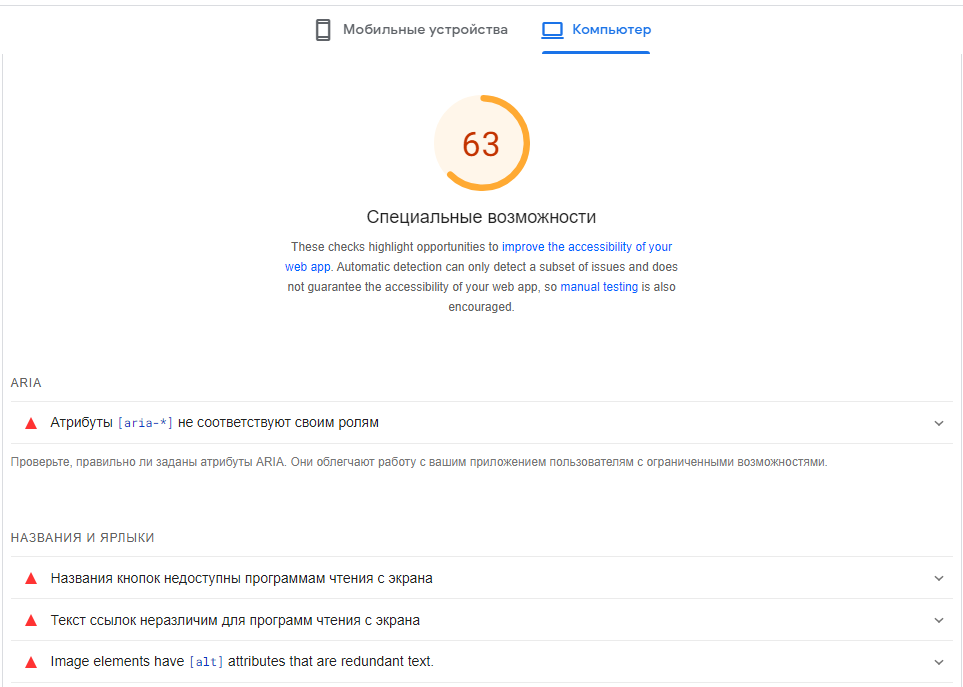 Мобильные устройства
Компьютер
63
Специальные возможности
These checks highlight opportunities to improve the accessibility of your
web app. Automatic detection can only detect a subset of issues and does
not guarantee the accessibility of your web app, so manual testing is also
encouraged.
ARIA
Атрибуты [aria-*] не соответствуют своим ролям
Проверьте, правильно ли заданы атрибуты ARIA. Они облегчают работу с вашим приложением пользователям с ограниченными возможностями.
НАЗВАНИЯ И ЯРЛЫКИ
Названия кнопок недоступны программам чтения с экрана
Текст ссылок неразличим для программ чтения с экрана
Image elements have [alt] attributes that are redundant text.